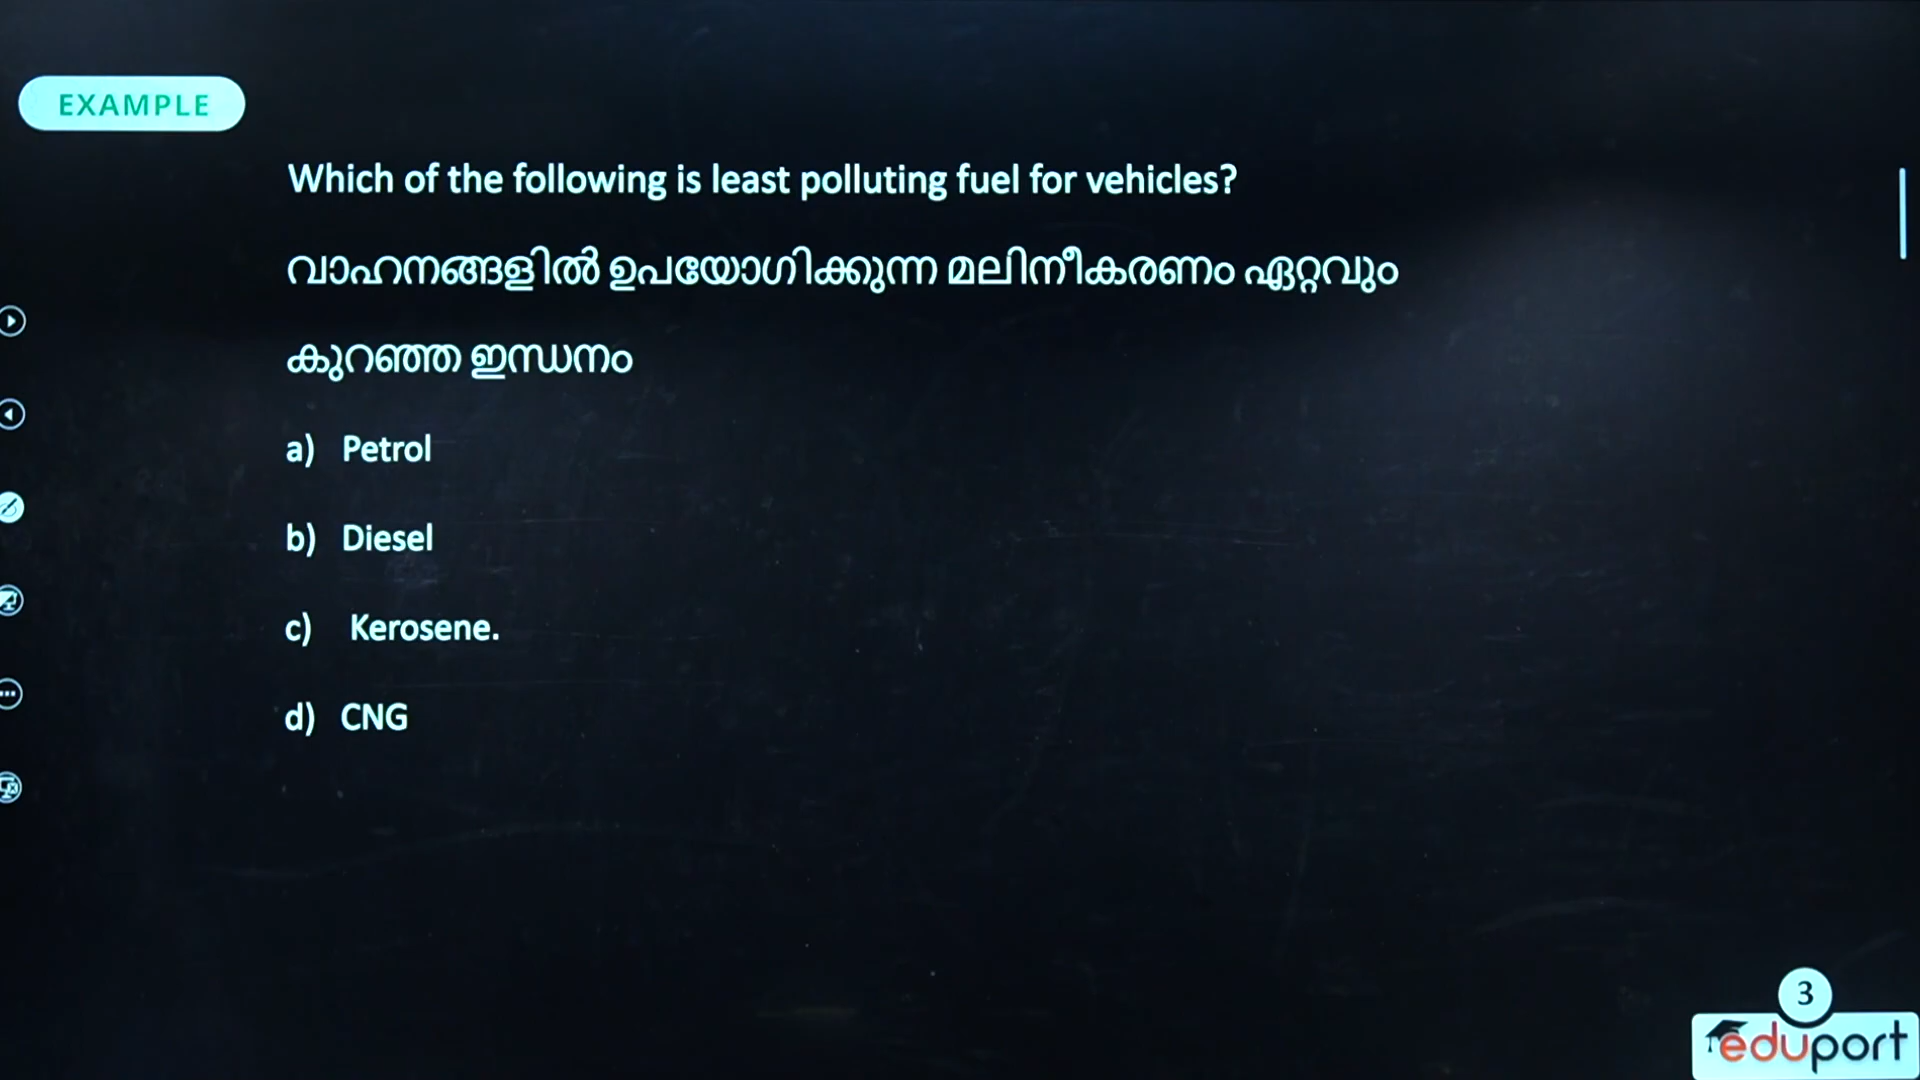 EXAMPLE
Which of the following is least polluting fuel for vehicles?
വാഹനങ്ങളിൽ ഉപയോഗിക്കുന്ന മലിനീകരണം ഏറ്റവും
കുറഞ്ഞ ഇന്ധനം
a) Petrol
b) Diesel
c) Kerosene.
d) CNG
3
eduport